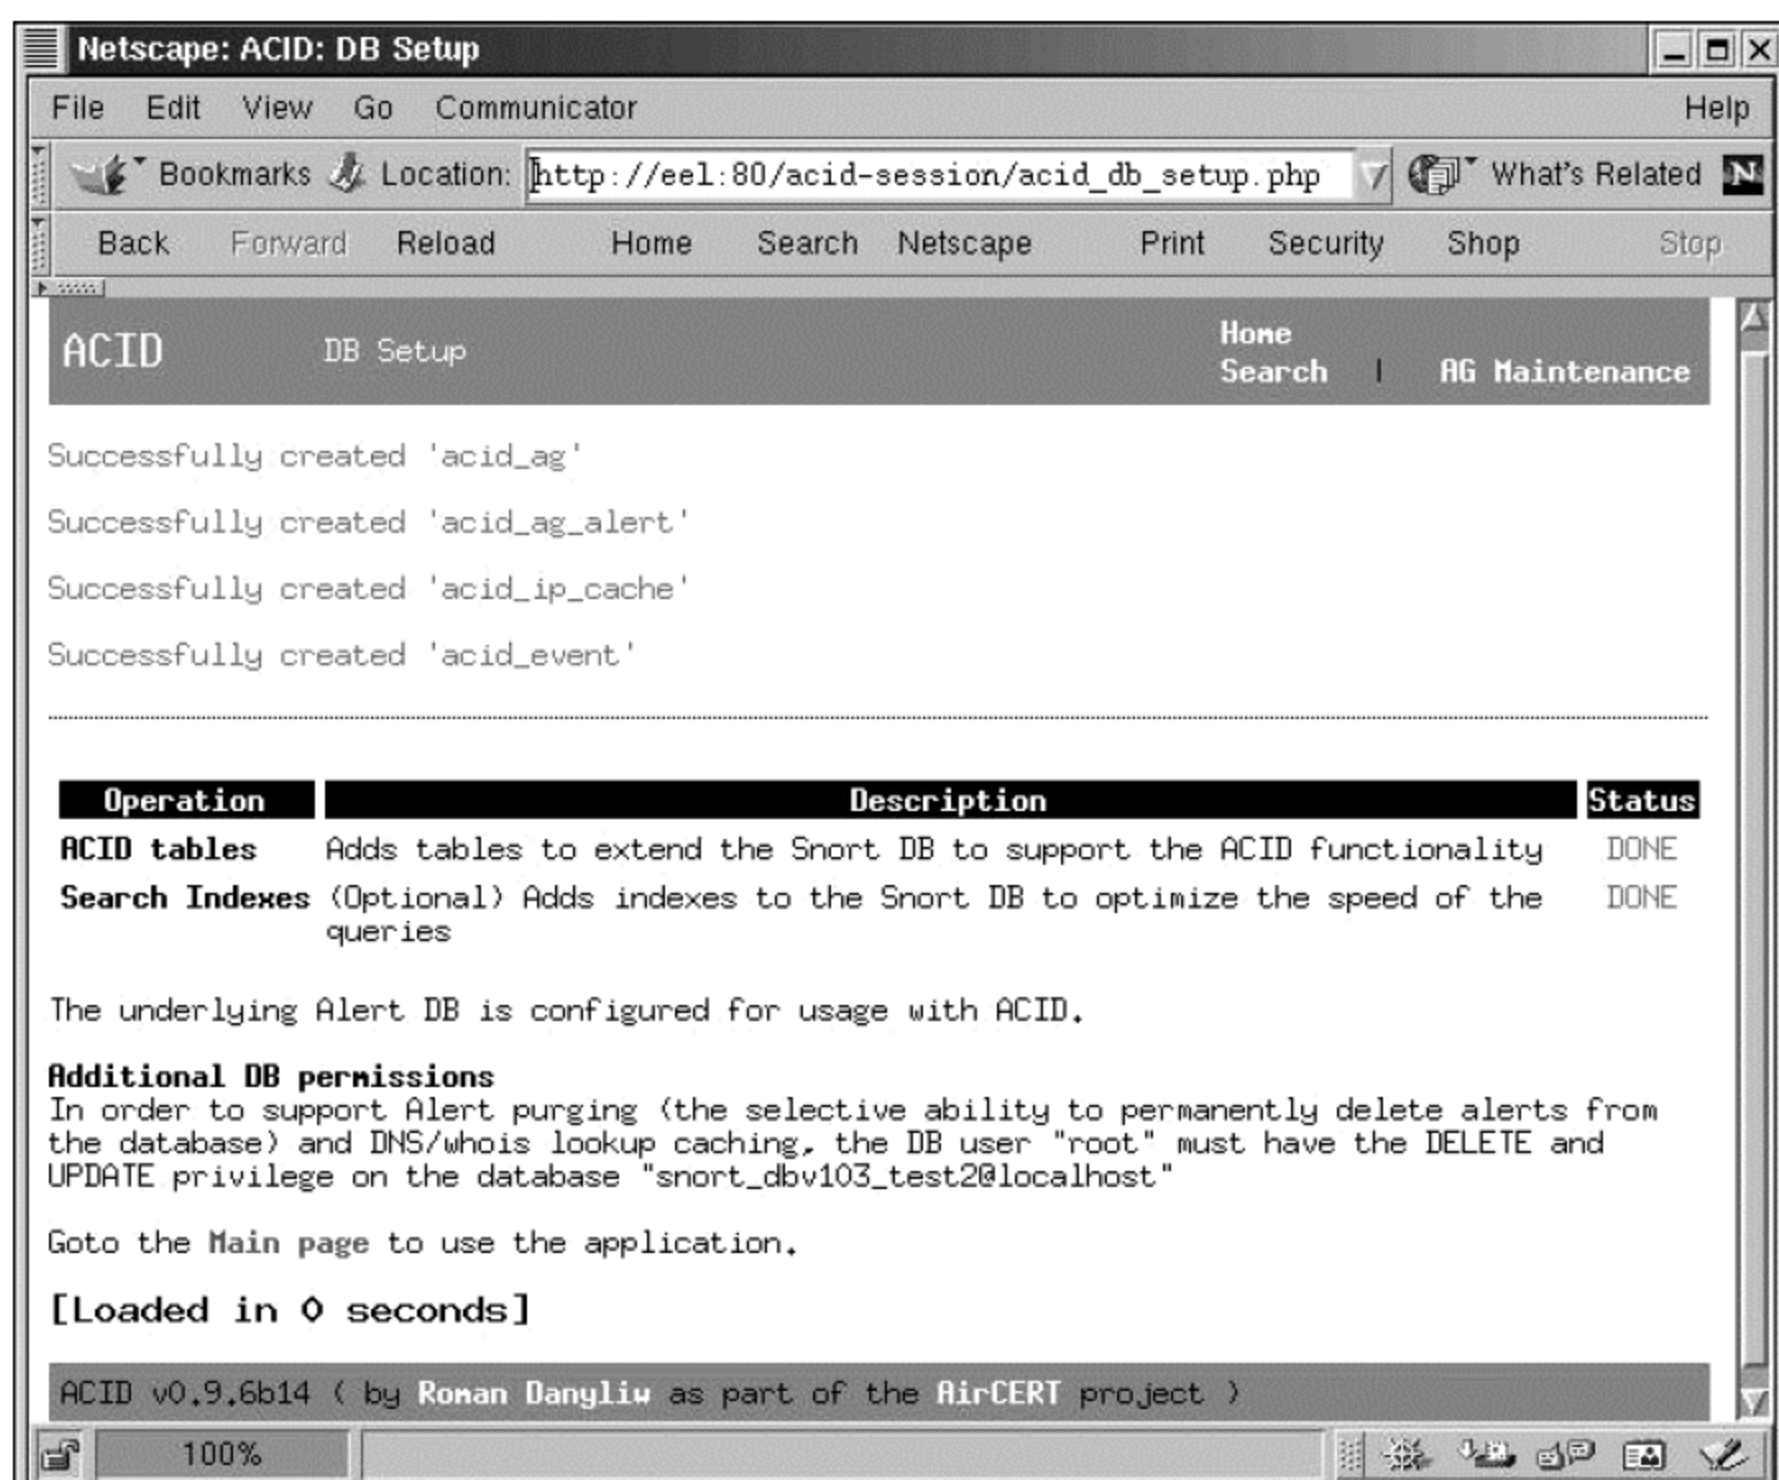 Netscape: ACID: DB Setup
File Edit View Go Communicator Help
Bookmarks Location: http://eel:80/acid-session/acid_db_setup.php What's Related N
Back Forward Reload Home Search Netscape Print Security Shop Stop
ACID DB Setup
Home
Search | AG Maintenance
Successfully created 'acid_ag'
Successfully created 'acid_ag_alert'
Successfully created 'acid_ip_cache'
Successfully created 'acid_event'
Operation Description Status
ACID tables Adds tables to extend the Snort DB to support the ACID functionality DONE
Search Indexes (Optional) Adds indexes to the Snort DB to optimize the speed of the DONE
queries
The underlying Alert DB is configured for usage with ACID.
Additional DB permissions
In order to support Alert purging (the selective ability to permanently delete alerts from
the database) and DNS/whois lookup caching, the DB user "root" must have the DELETE and
UPDATE privilege on the database "snort_dbv103_test2@localhost"
Goto the Main page to use the application.
[Loaded in 0 seconds]
ACID v0.9.6b14 ( by Roman Danyliw as part of the AirCERT project )
100%